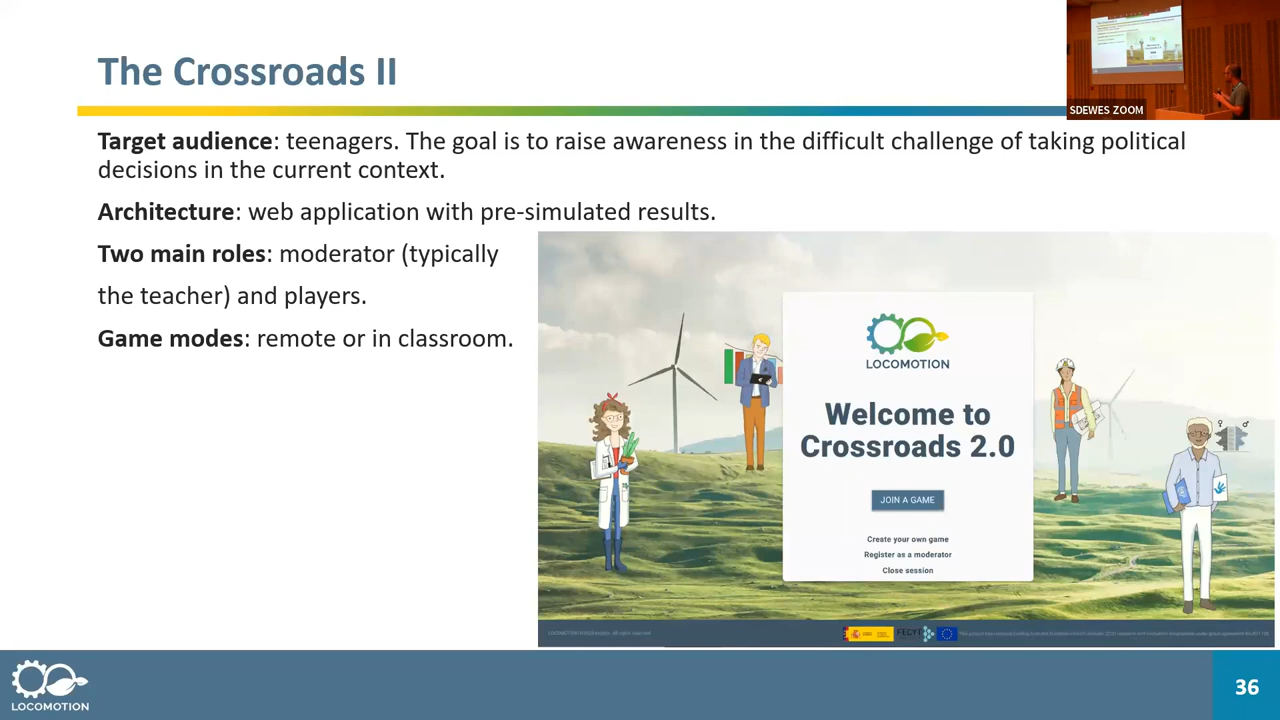 The Crossroads II
SDEWES ZOOM
Target audience: teenagers. The goal is to raise awareness in the difficult challenge of taking political
decisions in the current context.
Architecture: web application with pre-simulated results.
Two main roles: moderator (typically
the teacher) and players.
Game modes: remote or in classroom.
LOCOMOTION
Welcome to
Crossroads 2.0
JOIN A GAME
Create your own game
Register as a moderator
Close session
FECYT
LOCOMOTION
36